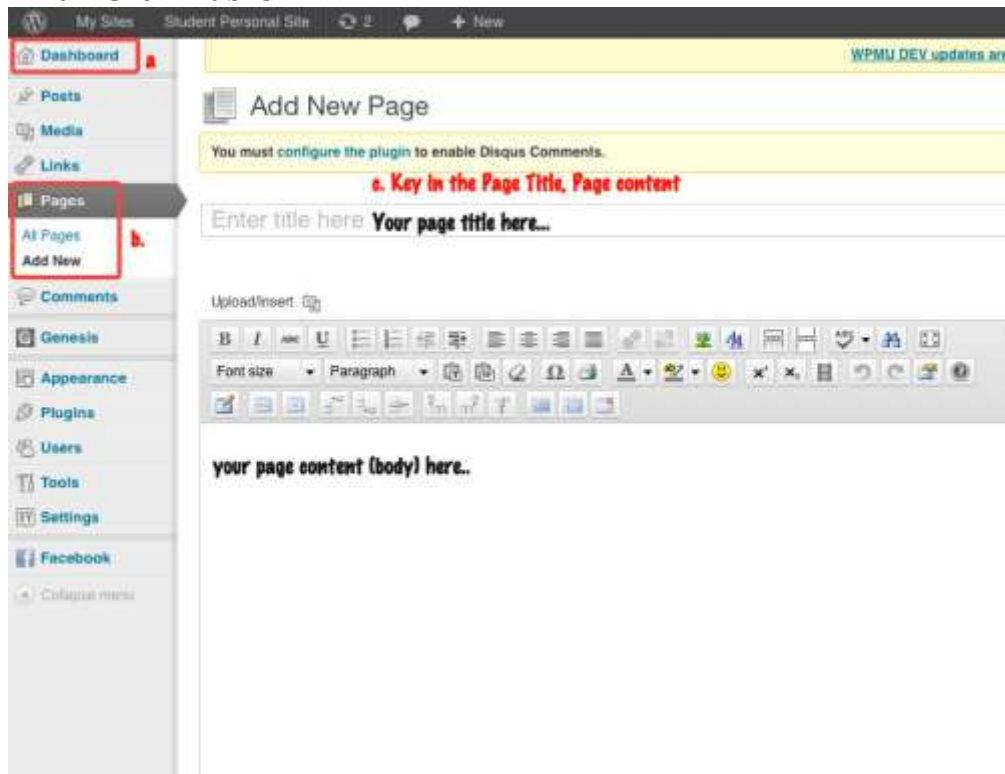 My Sites Student Personal Site 2 + New
Dashboard a
WPMU DEV updates are
Posts
Add New Page
Media
You must configure the plugin to enable Disqus Comments.
Links
c. Key in the Page Title, Page content
Pages
Enter title here Your page title here...
All Pages
b.
Add New
Comments
Upload/Insert
Genesis
B I ABC U
Appearance
Font size Paragraph Ω A
Plugins
Users
your page content (body) here..
Tools
Settings
Facebook
Collapse menu